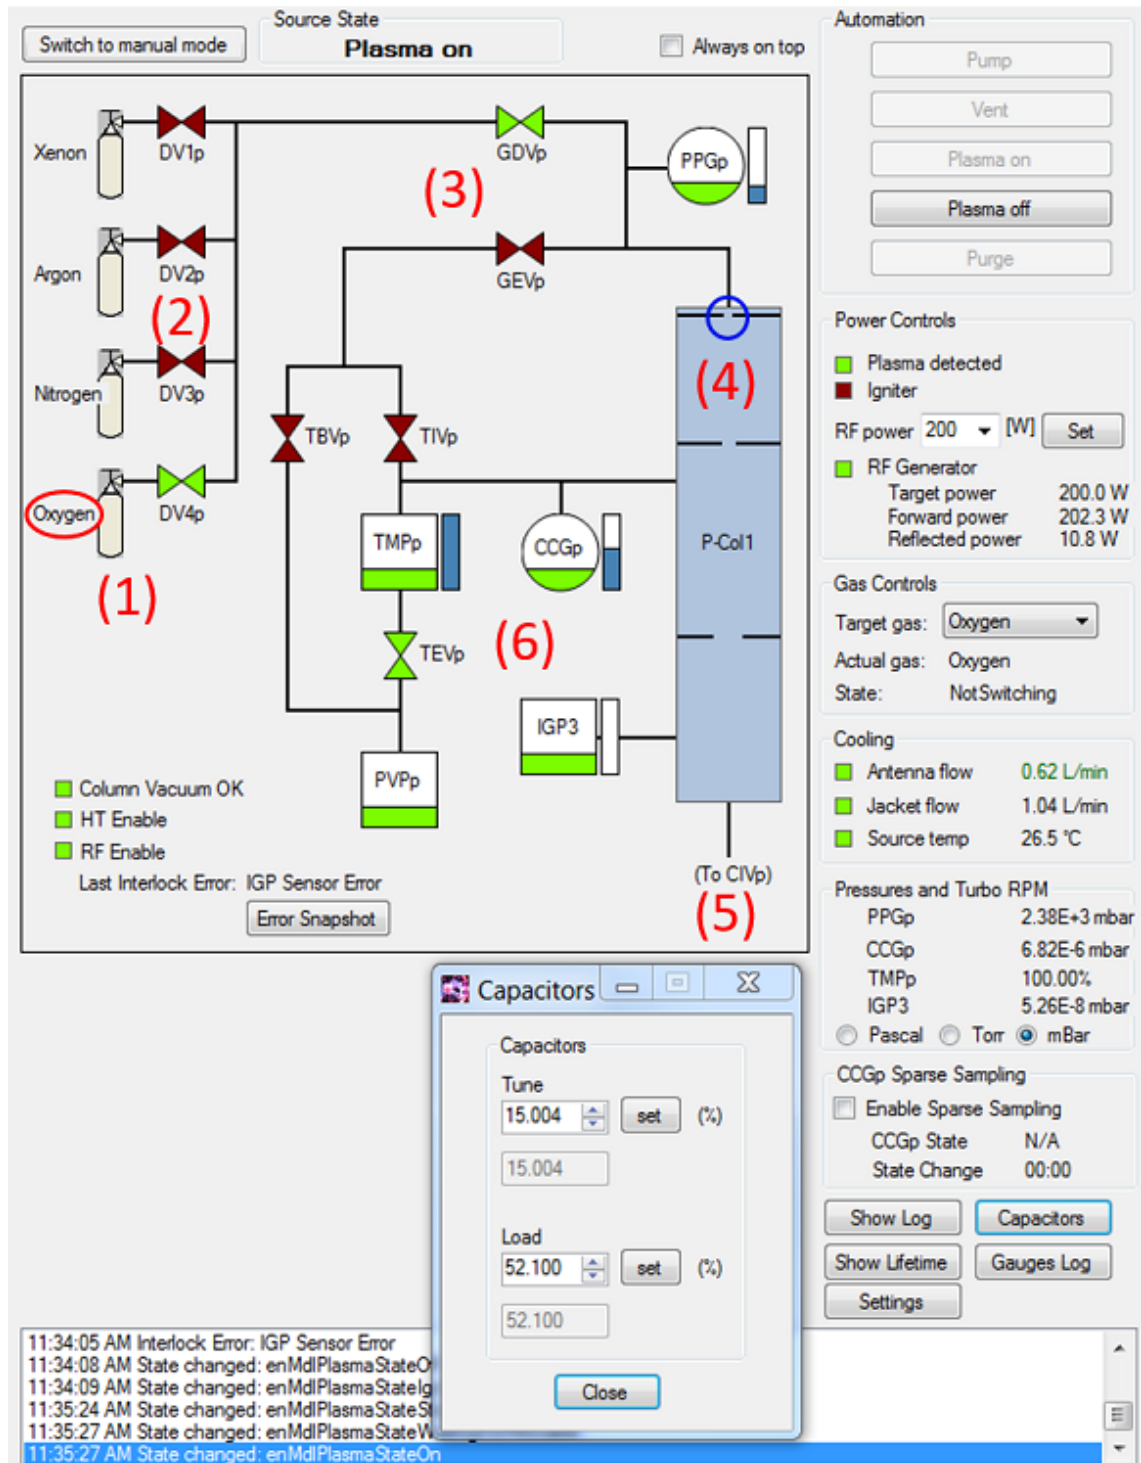 Switch to manual mode
Source State
Plasma on
Always on top
Xenon
DV1p
GDVp
PPGp
(3)
Argon
DV2p
GEVp
(2)
(4)
Nitrogen
DV3p
TBVp
TIVp
Oxygen
DV4p
TMPp
CCGp
P-Col1
(1)
(6)
TEVp
IGP3
PVPp
Column Vacuum OK
HT Enable
RF Enable
(To CIVp)
Last Interlock Error: IGP Sensor Error
(5)
Error Snapshot
Automation
Pump
Vent
Plasma on
Plasma off
Purge
Power Controls
Plasma detected
Igniter
RF power 200 [W] Set
RF Generator
Target power 200.0 W
Forward power 202.3 W
Reflected power 10.8 W
Gas Controls
Target gas: Oxygen
Actual gas: Oxygen
State: NotSwitching
Cooling
Antenna flow 0.62 L/min
Jacket flow 1.04 L/min
Source temp 26.5 °C
Pressures and Turbo RPM
PPGp 2.38E+3 mbar
CCGp 6.82E-6 mbar
TMPp 100.00%
IGP3 5.26E-8 mbar
Pascal Torr mBar
CCGp Sparse Sampling
Enable Sparse Sampling
CCGp State N/A
State Change 00:00
Show Log Capacitors
Show Lifetime Gauges Log
Settings
Capacitors
Capacitors
Tune
15.004 set (%)
15.004
Load
52.100 set (%)
52.100
Close
11:34:05 AM Interlock Error: IGP Sensor Error
11:34:08 AM State changed: enMdlPlasmaStateO
11:34:09 AM State changed: enMdlPlasmaStateIg
11:35:24 AM State changed: enMdlPlasmaStateSt
11:35:27 AM State changed: enMdlPlasmaStateW
11:35:27 AM State changed: enMdlPlasmaStateOn